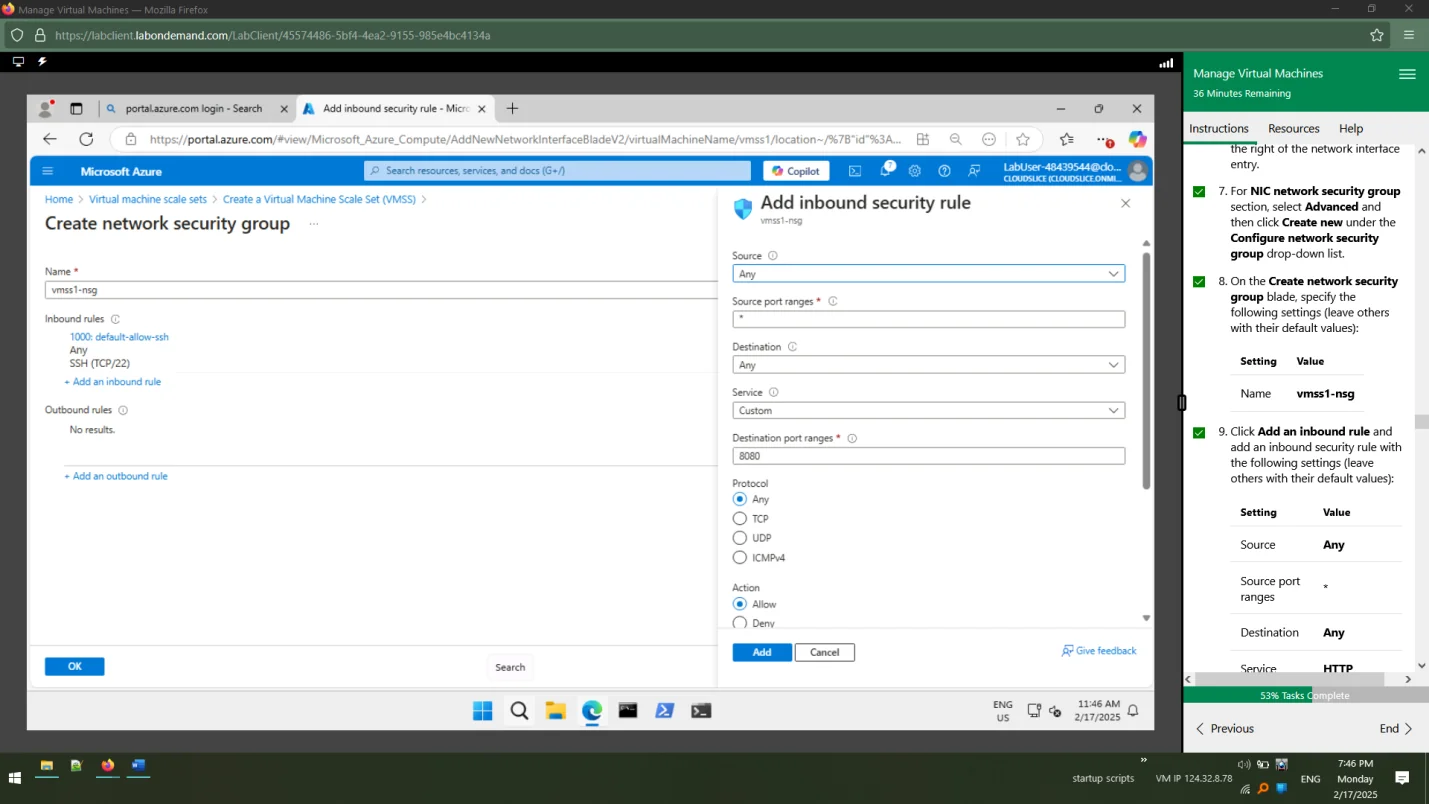 Manage Virtual Machines — Mozilla Firefox
https://labclient.labondemand.com/LabClient/45574486-5bf4-4ea2-9155-985e4bc4134a
portal.azure.com login - Search
Add inbound security rule - Micr
https://portal.azure.com/#view/Microsoft_Azure_Compute/AddNewNetworkInterfaceBladeV2/virtualMachineName/vmss1/location~/%7B"id"%3A...
Microsoft Azure
Search resources, services, and docs (G+/)
Copilot
LabUser-48439544@clo...
CLOUDSLICE (CLOUDSLICE.ONMI...
Home > Virtual machine scale sets > Create a Virtual Machine Scale Set (VMSS) >
Create network security group ...
Name *
vmss1-nsg
Inbound rules
1000: default-allow-ssh
Any
SSH (TCP/22)
+ Add an inbound rule
Outbound rules
No results.
+ Add an outbound rule
OK
Search
Add inbound security rule
vmss1-nsg
Source
Any
Source port ranges *
*
Destination
Any
Service
Custom
Destination port ranges *
8080
Protocol
Any
TCP
UDP
ICMPv4
Action
Allow
Deny
Add
Cancel
Give feedback
ENG
US
11:46 AM
2/17/2025
Manage Virtual Machines
36 Minutes Remaining
Instructions
Resources
Help
the right of the network interface
entry.
7. For NIC network security group
section, select Advanced and
then click Create new under the
Configure network security
group drop-down list.
8. On the Create network security
group blade, specify the
following settings (leave others
with their default values):
Setting Value
Name vmss1-nsg
9. Click Add an inbound rule and
add an inbound security rule with
the following settings (leave
others with their default values):
Setting Value
Source Any
Source port
ranges *
Destination Any
Service HTTP
53% Tasks Complete
Previous
End
startup scripts
VM IP 124.32.8.78
ENG
7:46 PM
Monday
2/17/2025